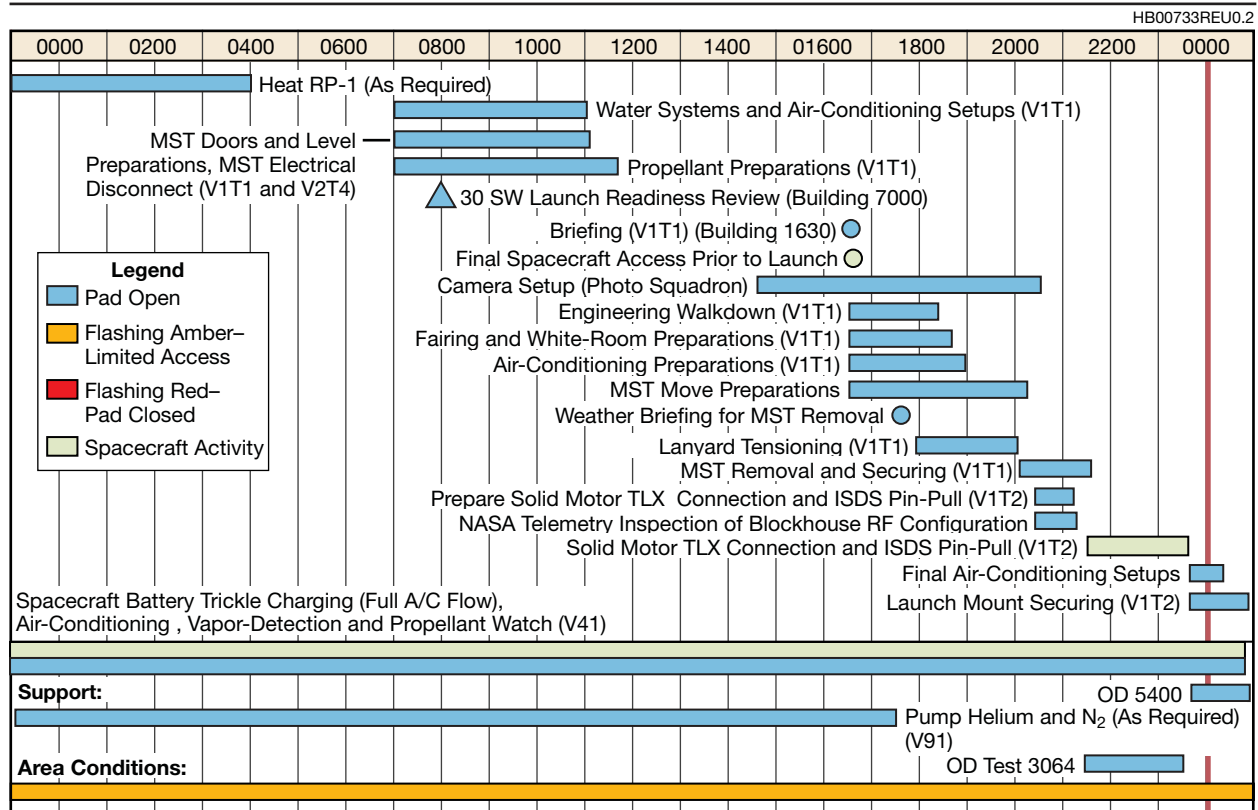 HB00733REU0.2
0000 0200 0400 0600 0800 1000 1200 1400 01600 1800 2000 2200 0000
Heat RP-1 (As Required)
Water Systems and Air-Conditioning Setups (V1T1)
MST Doors and Level
Preparations, MST Electrical
Disconnect (V1T1 and V2T4)
Propellant Preparations (V1T1)
30 SW Launch Readiness Review (Building 7000)
Briefing (V1T1) (Building 1630)
Final Spacecraft Access Prior to Launch
Camera Setup (Photo Squadron)
Engineering Walkdown (V1T1)
Fairing and White-Room Preparations (V1T1)
Air-Conditioning Preparations (V1T1)
MST Move Preparations
Weather Briefing for MST Removal
Lanyard Tensioning (V1T1)
MST Removal and Securing (V1T1)
Prepare Solid Motor TLX Connection and ISDS Pin-Pull (V1T2)
NASA Telemetry Inspection of Blockhouse RF Configuration
Solid Motor TLX Connection and ISDS Pin-Pull (V1T2)
Final Air-Conditioning Setups
Launch Mount Securing (V1T2)
Legend
Pad Open
Flashing Amber–
Limited Access
Flashing Red–
Pad Closed
Spacecraft Activity
Spacecraft Battery Trickle Charging (Full A/C Flow),
Air-Conditioning , Vapor-Detection and Propellant Watch (V41)
Support:
OD 5400
Pump Helium and N2 (As Required)
(V91)
OD Test 3064
Area Conditions: